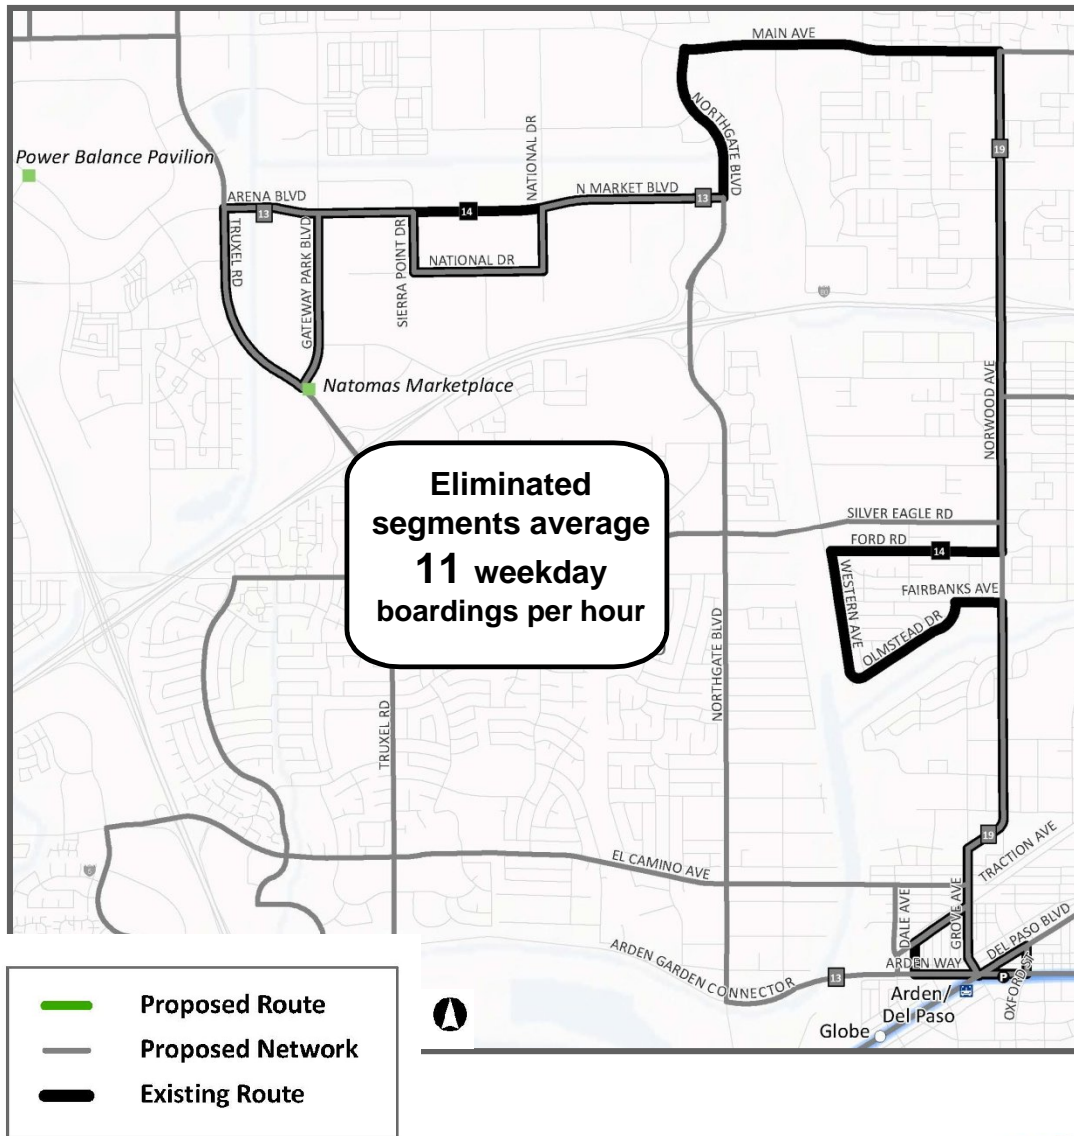 MAIN AVE
NORTHGATE BLVD
19
Power Balance Pavilion
NATIONAL DR
N MARKET BLVD
13
ARENA BLVD
13
14
TRUXEL RD
GATEWAY PARK BLVD
SIERRA POINT DR
NATIONAL DR
Natomas Marketplace
NORWOOD AVE
Eliminated
segments average
11 weekday
boardings per hour
SILVER EAGLE RD
FORD RD
14
WESTERN AVE
FAIRBANKS AVE
OLMSTEAD DR
NORTHGATE BLVD
TRUXEL RD
19
TRACTION AVE
EL CAMINO AVE
DALE AVE
GROVE AVE
DEL PASO BLVD
ARDEN GARDEN CONNECTOR
13
ARDEN WAY
P
OXFORD ST
Arden/
Del Paso
Globe
Proposed Route
Proposed Network
Existing Route